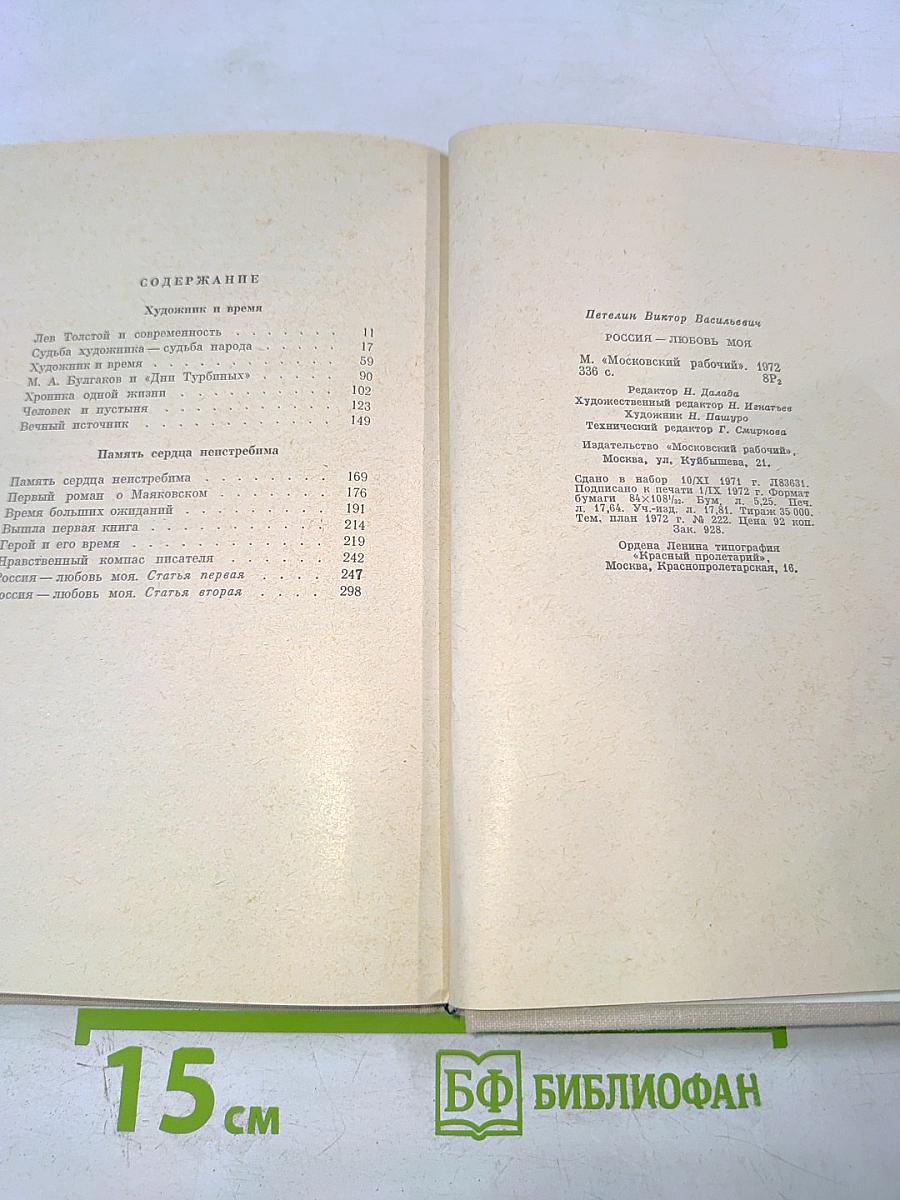 СОДЕРЖАНИЕ
Художник и время
Лев Толстой и современность . . . . . . . 11
Судьба художника — судьба народа . . . . . 17
Художник и время . . . . . . . . . . . 59
М. А. Булгаков и «Дни Турбиных» . . . . . . 90
Хроника одной жизни . . . . . . . . . . 102
Человек и пустыня . . . . . . . . . . . 123
Вечный источник . . . . . . . . . . . . 149
Память сердца неистребима
Память сердца неистребима . . . . . . . . 169
Первый роман о Маяковском . . . . . . . 176
Время больших ожиданий . . . . . . . . . 191
Вышла первая книга . . . . . . . . . . . 214
Герой и его время . . . . . . . . . . . . 219
Нравственный компас писателя . . . . . . . 242
Россия — любовь моя. Статья первая . . . . 247
оссия — любовь моя. Статья вторая . . . . 298
Петелин Виктор Васильевич
РОССИЯ — ЛЮБОВЬ МОЯ
М. «Московский рабочий». 1972
336 с. 8Р2
Редактор Н. Далада
Художественный редактор Н. Игнатьев
Художник Н. Пашуро
Технический редактор Г. Смирнова
Издательство «Московский рабочий»,
Москва, ул. Куйбышева, 21.
Сдано в набор 10/XI 1971 г. Л83631.
Подписано к печати 1/IX 1972 г. Формат
бумаги 84×108 1/32. Бум. л. 5,25. Печ.
л. 17,64. Уч.-изд. л. 17,81. Тираж 35 000.
Тем. план 1972 г. № 222. Цена 92 коп.
Зак. 928.
Ордена Ленина типография
«Красный пролетарий»,
Москва, Краснопролетарская, 16.
15 см
БФ БИБЛИОФАН